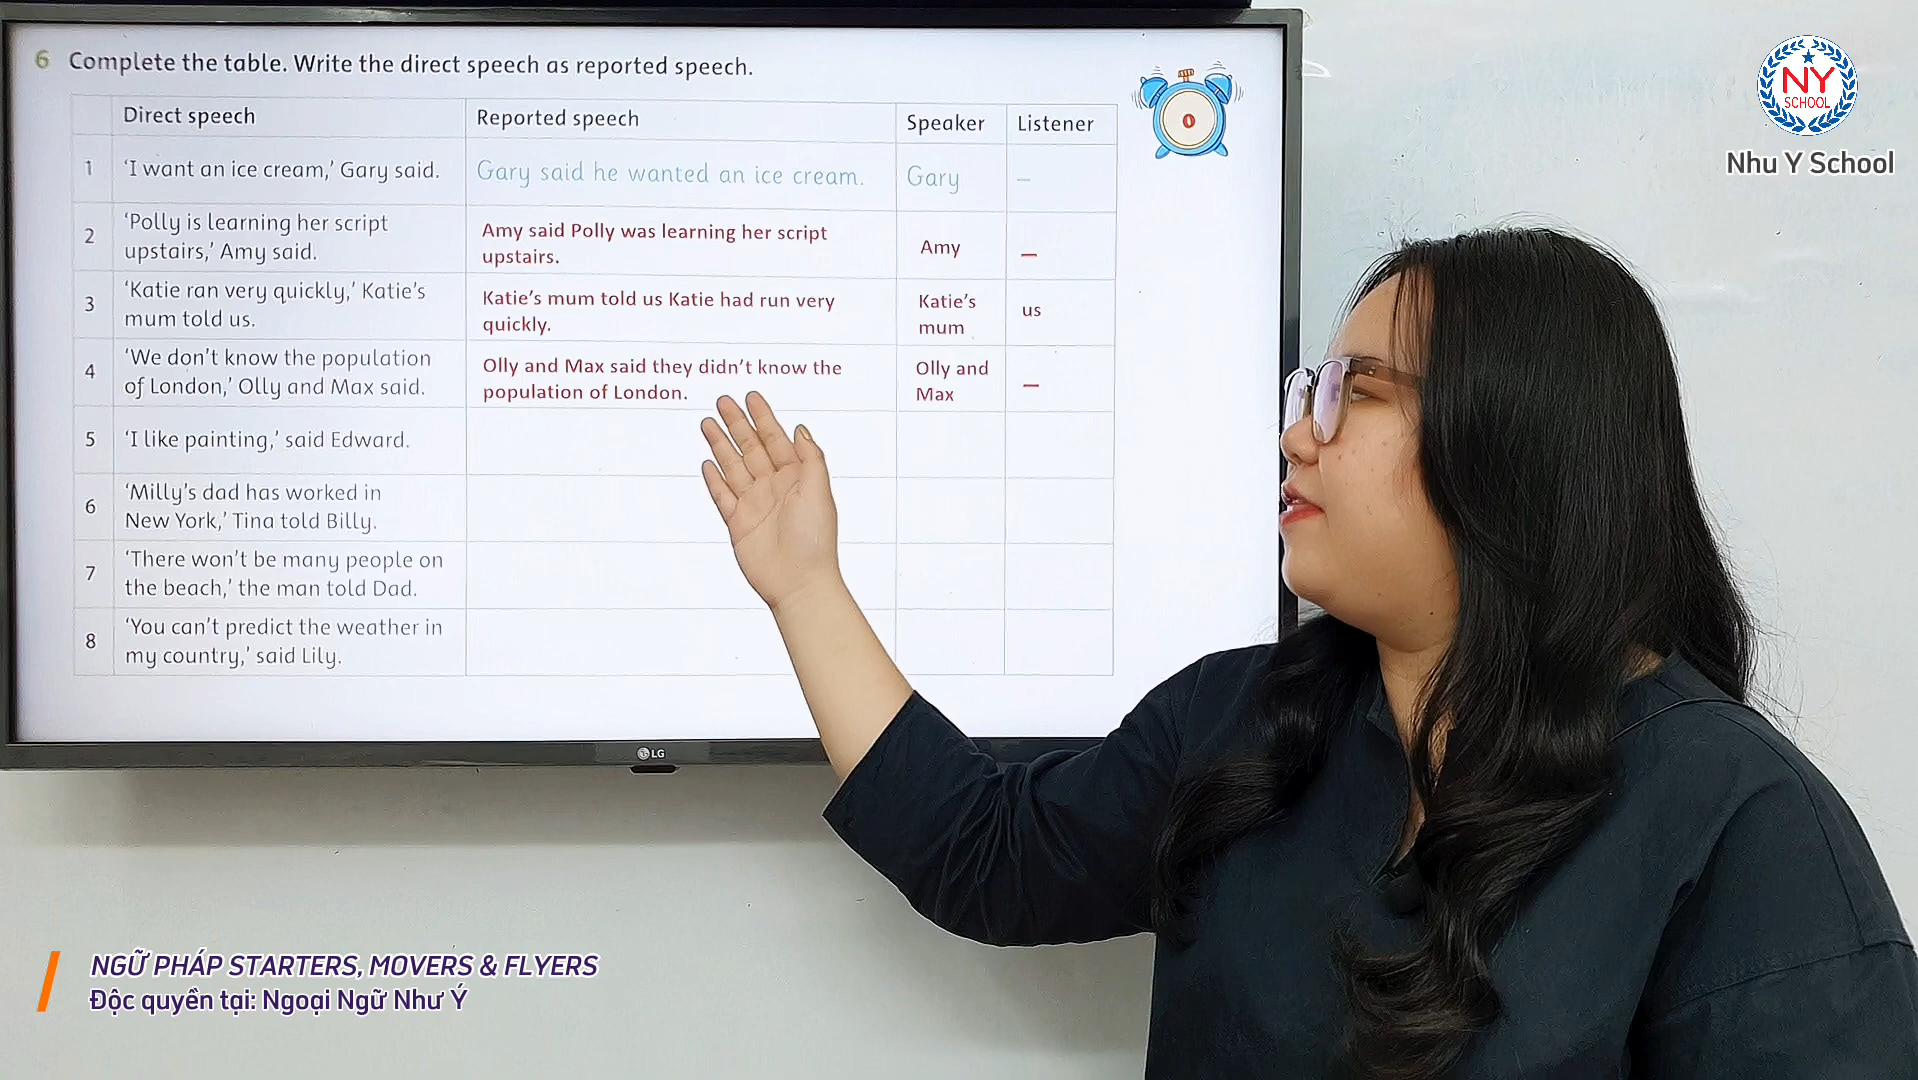 6 Complete the table. Write the direct speech as reported speech.
Direct speech Reported speech Speaker Listener
1 ‘I want an ice cream,’ Gary said. Gary said he wanted an ice cream. Gary –
2 ‘Polly is learning her script
upstairs,’ Amy said.
Amy said Polly was learning her script
upstairs.
Amy
–
3 ‘Katie ran very quickly,’ Katie’s
mum told us.
Katie’s mum told us Katie had run very
quickly.
Katie’s
mum
us
4 ‘We don’t know the population
of London,’ Olly and Max said.
Olly and Max said they didn’t know the
population of London.
Olly and
Max
–
5 ‘I like painting,’ said Edward.
6 ‘Milly’s dad has worked in
New York,’ Tina told Billy.
7 ‘There won’t be many people on
the beach,’ the man told Dad.
8 ‘You can’t predict the weather in
my country,’ said Lily.
0
LG
NY
SCHOOL
Nhu Y School
NGỮ PHÁP STARTERS, MOVERS & FLYERS
Độc quyền tại: Ngoại Ngữ Như Ý